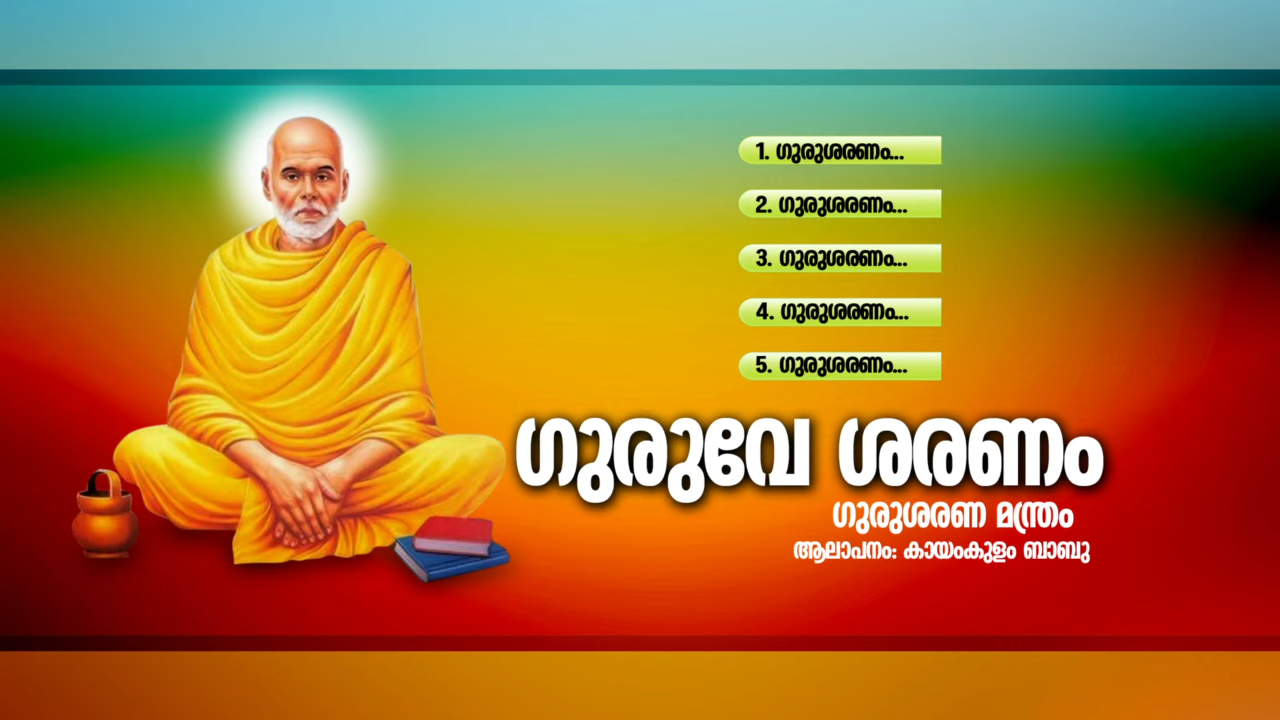 1. ഗുരുശരണം...
2. ഗുരുശരണം...
3. ഗുരുശരണം...
4. ഗുരുശരണം...
5. ഗുരുശരണം...
ഗുരുവേ ശരണം
ഗുരുശരണ മന്ത്രം
ആലാപനം: കായംകുളം ബാബു